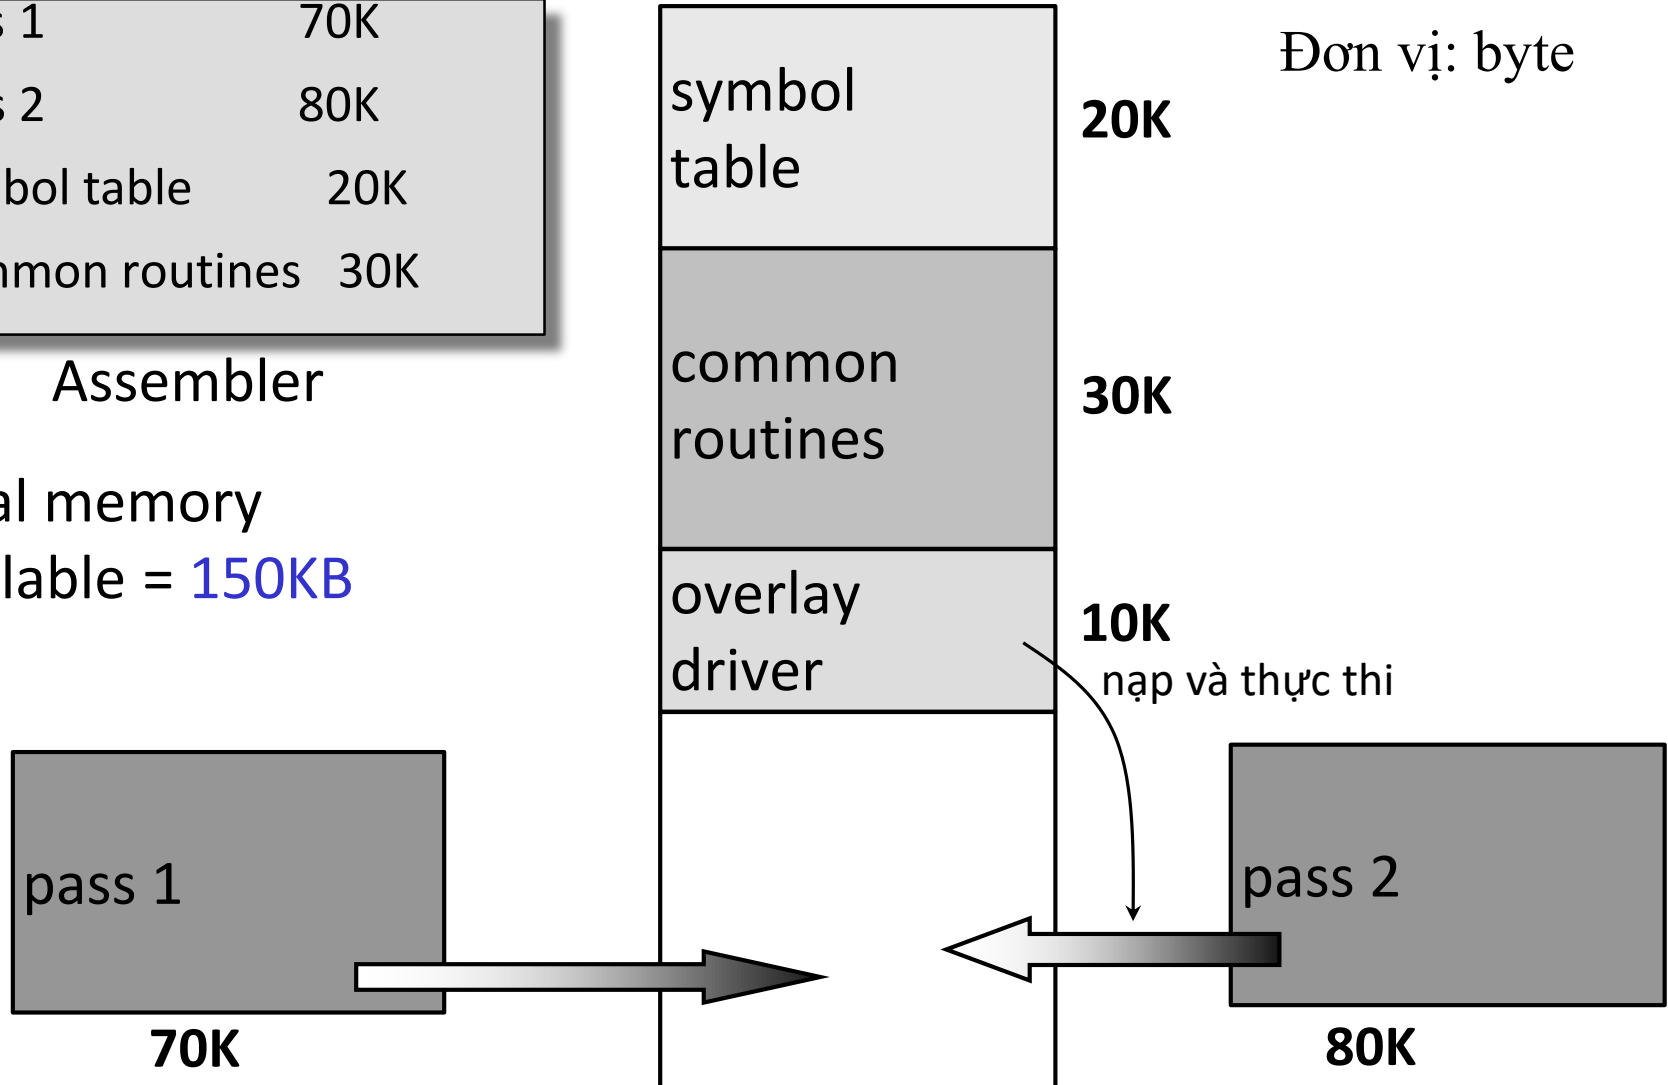 s 1 70K
s 2 80K
bol table 20K
mmon routines 30K
Assembler
al memory
lable = 150KB
symbol
table
20K
Đơn vị: byte
common
routines
30K
overlay
driver
10K
nạp và thực thi
pass 1
70K
pass 2
80K